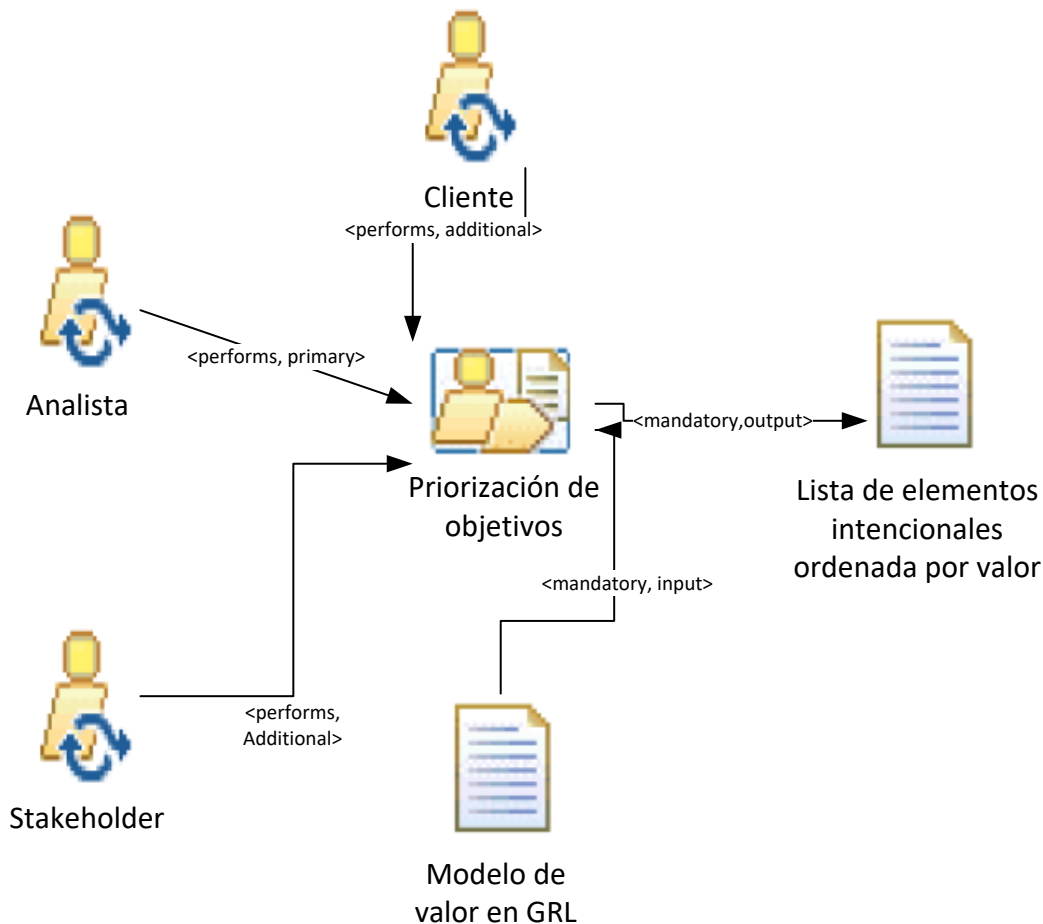 Cliente
<performs, additional>
<performs, primary>
Analista
<mandatory,output>
Priorización de
objetivos
Lista de elementos
intencionales
ordenada por valor
<mandatory, input>
<performs,
Additional>
Stakeholder
Modelo de
valor en GRL